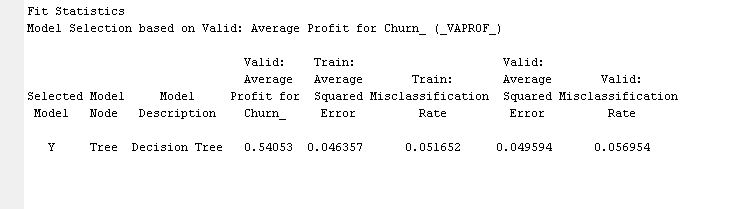 Fit Statistics
Model Selection based on Valid: Average Profit for Churn_ (_VAPROF_)
Valid: Train: Valid:
Average Average Train: Average Valid:
Selected Model Model Profit for Squared Misclassification Squared Misclassification
Model Node Description Churn_ Error Rate Error Rate
Y Tree Decision Tree 0.54053 0.046357 0.051652 0.049594 0.056954